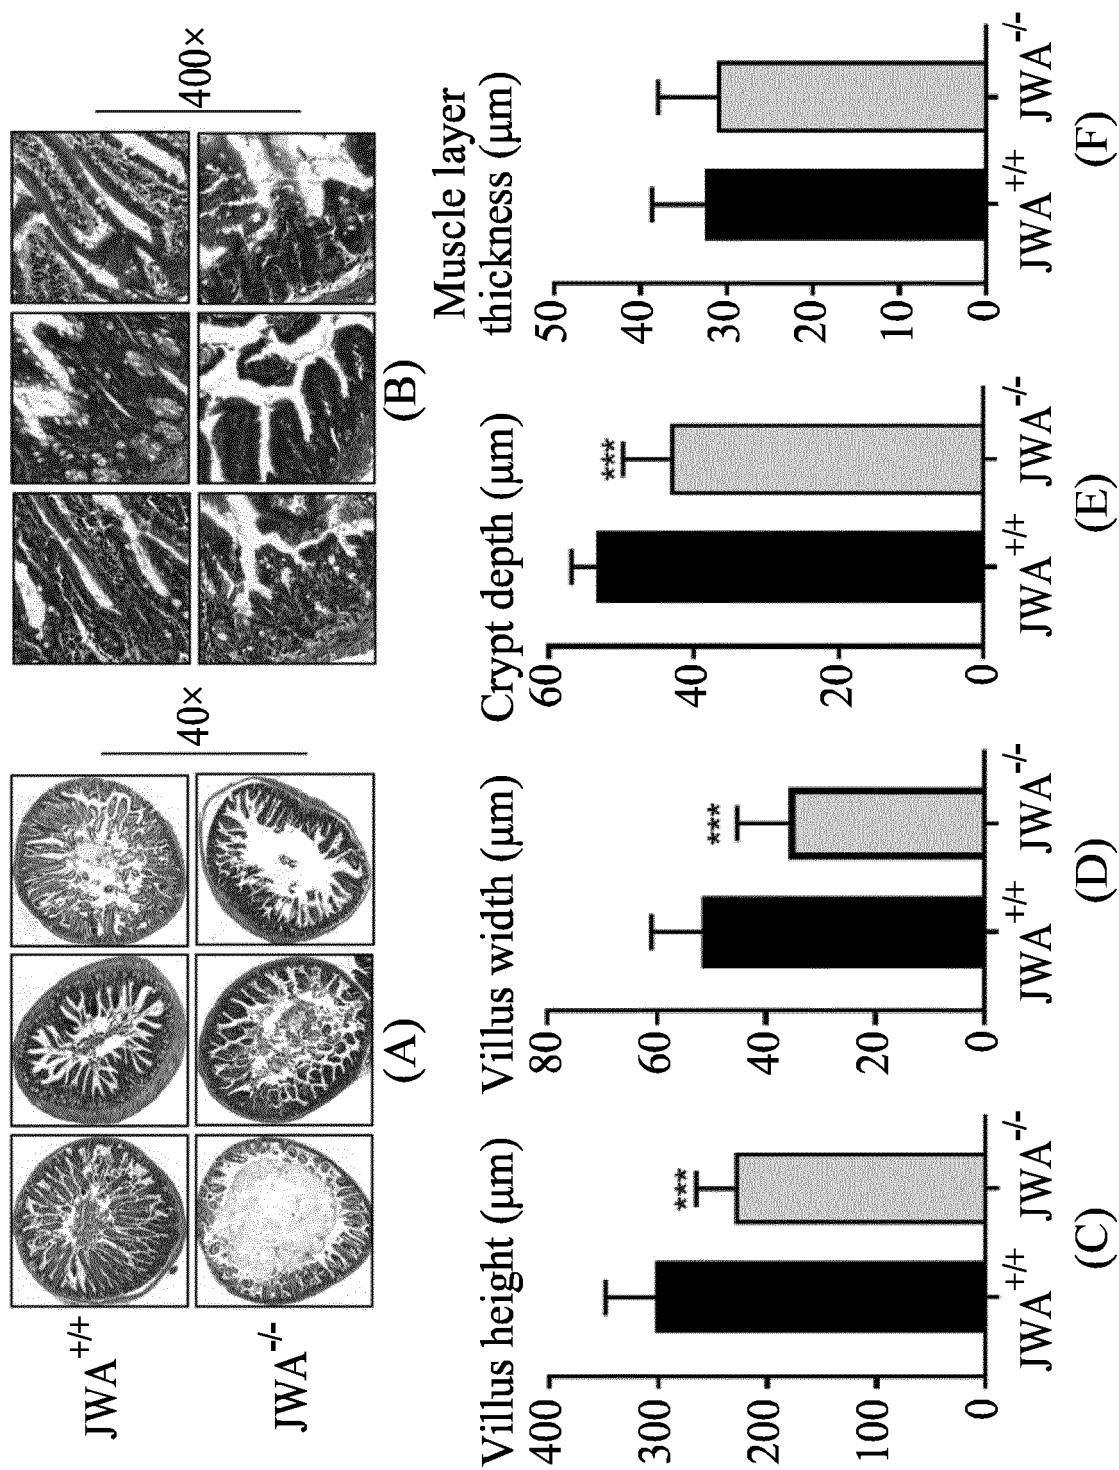 JWA+/+
JWA-/-
40×
400×
(A)
(B)
Villus height (µm)
400
300
200
100
0
JWA+/+
JWA-/-
***
(C)
Villus width (µm)
80
60
40
20
0
JWA+/+
JWA-/-
***
(D)
Crypt depth (µm)
60
40
20
0
JWA+/+
JWA-/-
***
(E)
Muscle layer
thickness (µm)
50
40
30
20
10
0
JWA+/+
JWA-/-
(F)